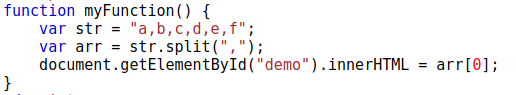 function myFunction() {
    var str = "a,b,c,d,e,f";
    var arr = str.split(",");
    document.getElementById("demo").innerHTML = arr[0];
}